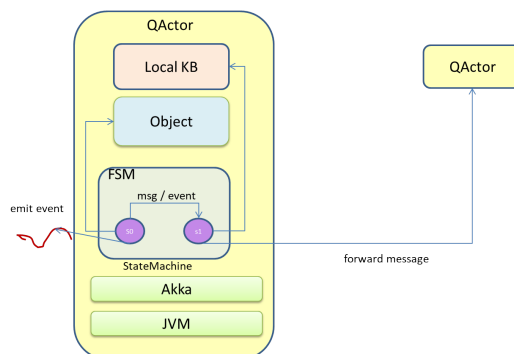 QActor
Local KB
QActor
Object
FSM
msg / event
emit event
S0
s1
StateMachine
forward message
Akka
JVM